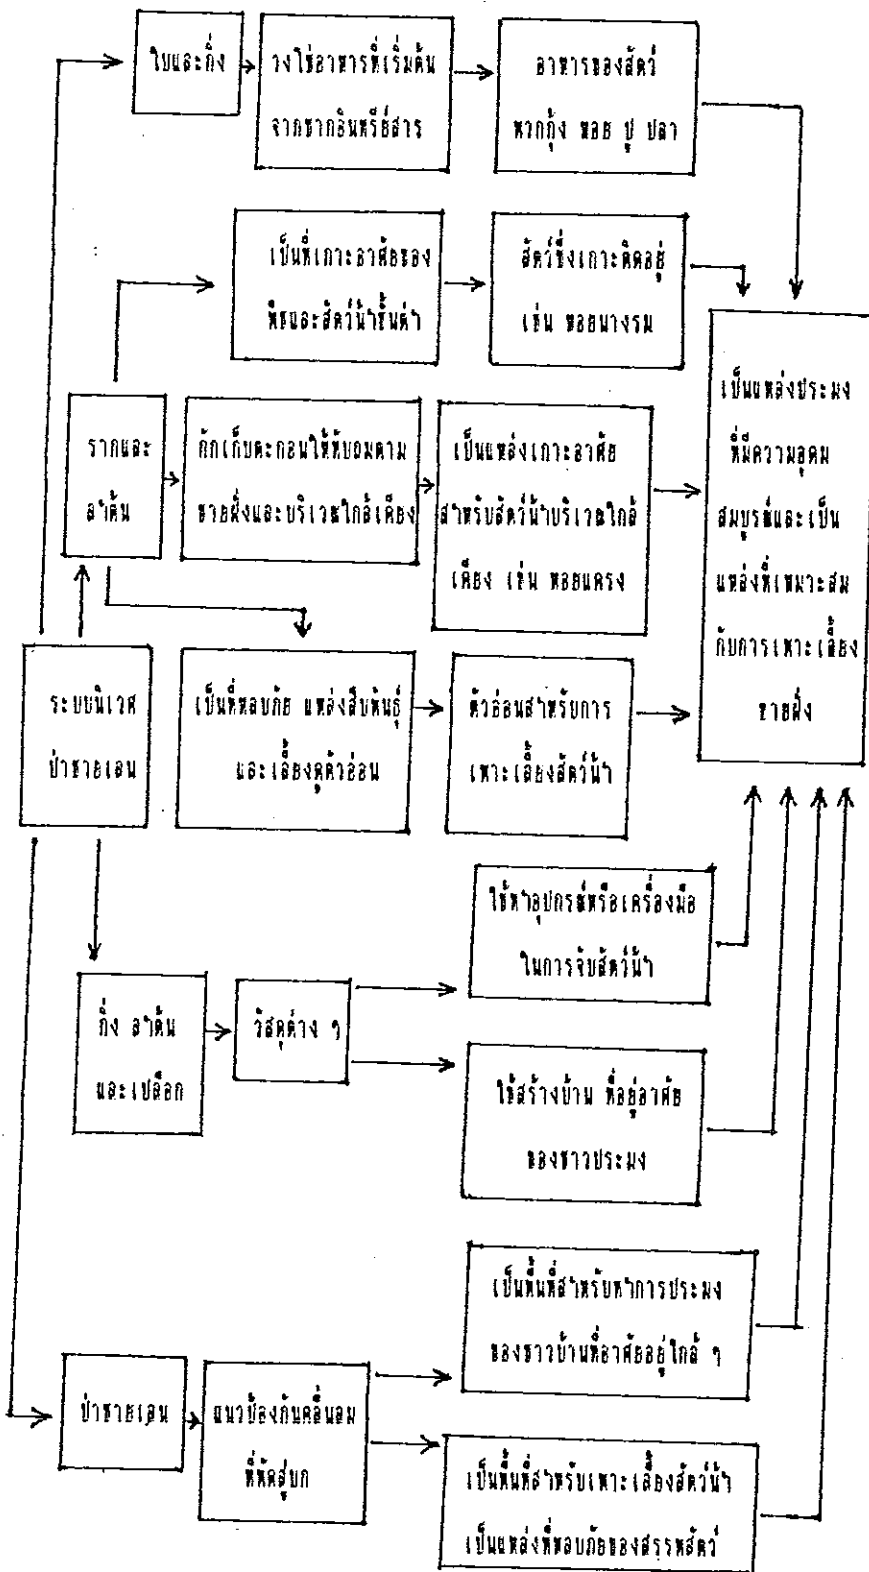 ใบและกิ่ง
วงใช่อาหารที่เริ่มต้น
จากซากอินทรีย์สาร
อาหารของสัตว์
พวกกุ้ง หอย ปู ปลา
เป็นที่เกาะอาศัยของ
พืชและสัตว์น้ำชั้นต่ำ
สัตว์ซึ่งเกาะติดอยู่
เช่น หอยนางรม
รากและ
ลำต้น
กักเก็บตะกอนให้ทับถมตาม
ชายฝั่งและบริเวณใกล้เคียง
เป็นแหล่งเกาะอาศัย
สำหรับสัตว์น้ำบริเวณใกล้
เคียง เช่น หอยแครง
เป็นแหล่งประมง
ที่มีความอุดม
สมบูรณ์และเป็น
แหล่งที่เหมาะสม
กับการเพาะเลี้ยง
ชายฝั่ง
ระบบนิเวศ
ป่าชายเลน
เป็นที่หลบภัย แหล่งสืบพันธุ์
และเลี้ยงดูตัวอ่อน
ตัวอ่อนสำหรับการ
เพาะเลี้ยงสัตว์น้ำ
กิ่ง ลำต้น
และเปลือก
วัสดุต่าง ๆ
ใช้ทำอุปกรณ์หรือเครื่องมือ
ในการจับสัตว์น้ำ
ใช้สร้างบ้าน ที่อยู่อาศัย
ของชาวประมง
ป่าชายเลน
แนวป้องกันคลื่นลม
ที่พัดสู่บก
เป็นพื้นที่สำหรับทำการประมง
ของชาวบ้านที่อาศัยอยู่ใกล้ ๆ
เป็นพื้นที่สำหรับเพาะเลี้ยงสัตว์น้ำ
เป็นแหล่งที่หลบภัยของสรรพสัตว์